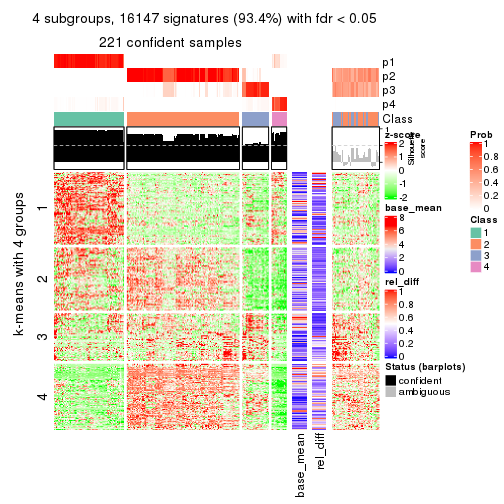 4 subgroups, 16147 signatures (93.4%) with fdr < 0.05
221 confident samples
p1
p2
p3
p4
Class
1
Silhouette
score
k-means with 4 groups
1
2
3
4
base_mean
rel_diff
z-score
2
1
0
-1
-2
base_mean
8
6
4
2
0
rel_diff
1
0.8
0.6
0.4
0.2
0
Status (barplots)
confident
ambiguous
Prob
1
0.8
0.6
0.4
0.2
0
Class
1
2
3
4